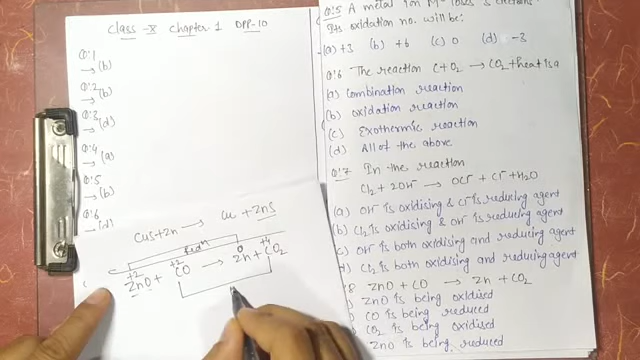 Class-X Chapter 1 DPP-10
Q:1
→(b)
Q:2
→(b)
Q:3
→(d)
Q:4
→(a)
Q:5
→(b)
Q:6
→(d)
CuS+Zn → Cu + ZnS
Redn
+2 +2 0 +4
ZnO + CO → Zn + CO2
Q:5 A metal ion M loses electrons.
Its oxidation no. will be:
(a) +3 (b) +6 (c) 0 (d) -3
Q:6 The reaction C+O2 → CO2+heat is a
(a) Combination reaction
(b) oxidation reaction
(c) Exothermic reaction
(d) All of the above
Q:7 In the reaction
Cl2 + 2OH- → OCl- + Cl- + H2O
(a) OH- is oxidising & Cl- is reducing agent
(b) Cl2 is oxidising & OH- is reducing agent
(c) OH- is both oxidising and reducing agent
(d) Cl2 is both oxidising and reducing agent
8 ZnO + CO → Zn + CO2
ZnO is being oxidised
CO is being reduced
CO2 is being oxidised
ZnO is being reduced